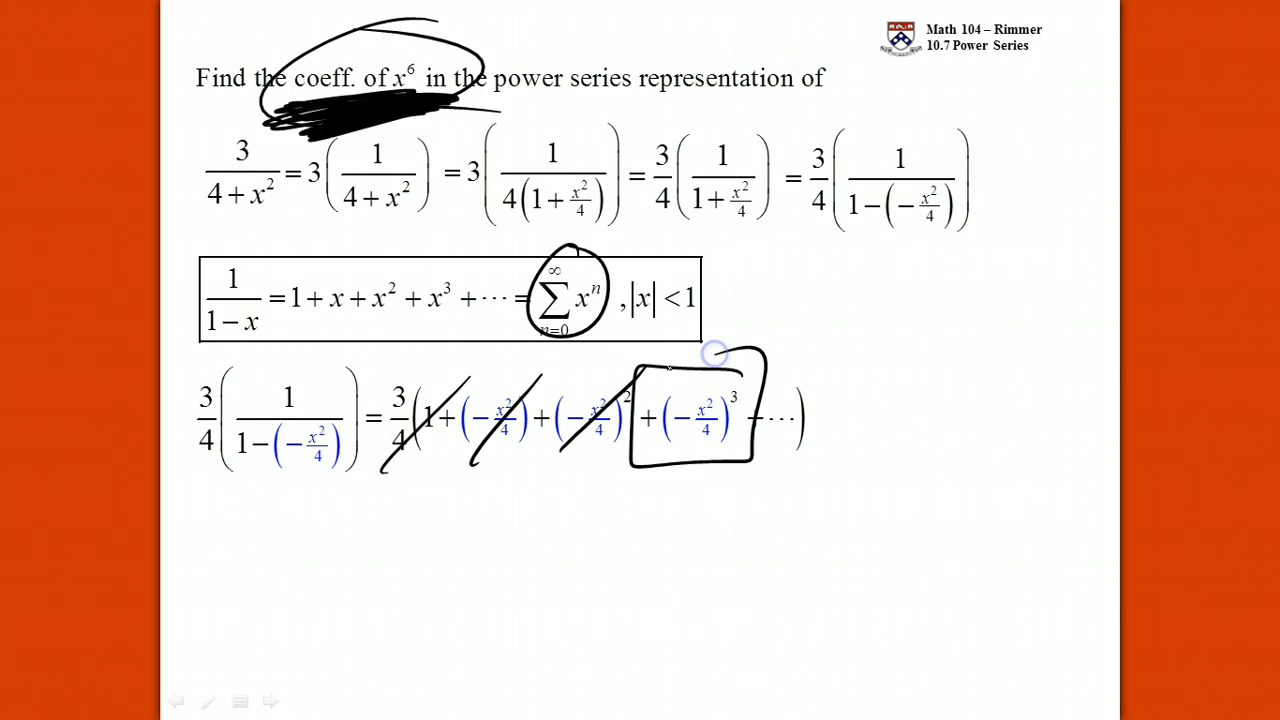 Math 104 – Rimmer
10.7 Power Series
Find the coeff. of x⁶ in the power series representation of
3/(4 + x²) = 3(1/(4 + x²)) = 3(1/(4(1 + x²/4))) = 3/4(1/(1 + x²/4)) = 3/4(1/(1 − (−x²/4)))
1/(1 − x) = 1 + x + x² + x³ + ⋯ = ∑_{n=0}^{∞} xⁿ , |x| < 1
3/4(1/(1 − (−x²/4))) = 3/4(1 + (−x²/4) + (−x²/4)² + (−x²/4)³ + ⋯)